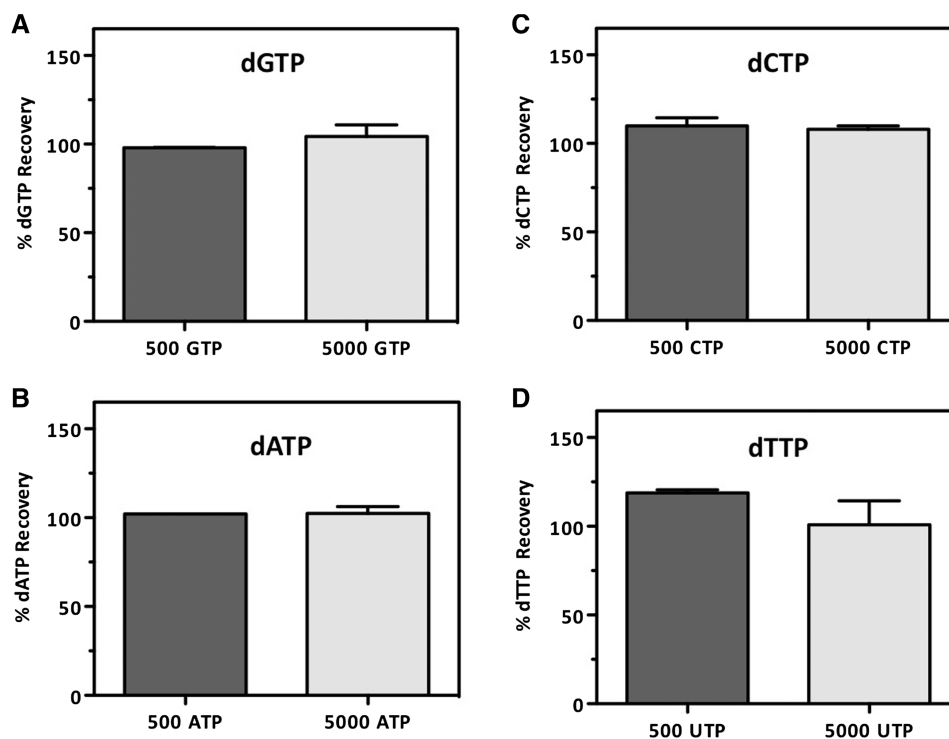 A
dGTP
% dGTP Recovery
150
100
50
0
500 GTP 5000 GTP
C
dCTP
% dCTP Recovery
150
100
50
0
500 CTP 5000 CTP
B
dATP
% dATP Recovery
150
100
50
0
500 ATP 5000 ATP
D
dTTP
% dTTP Recovery
150
100
50
0
500 UTP 5000 UTP